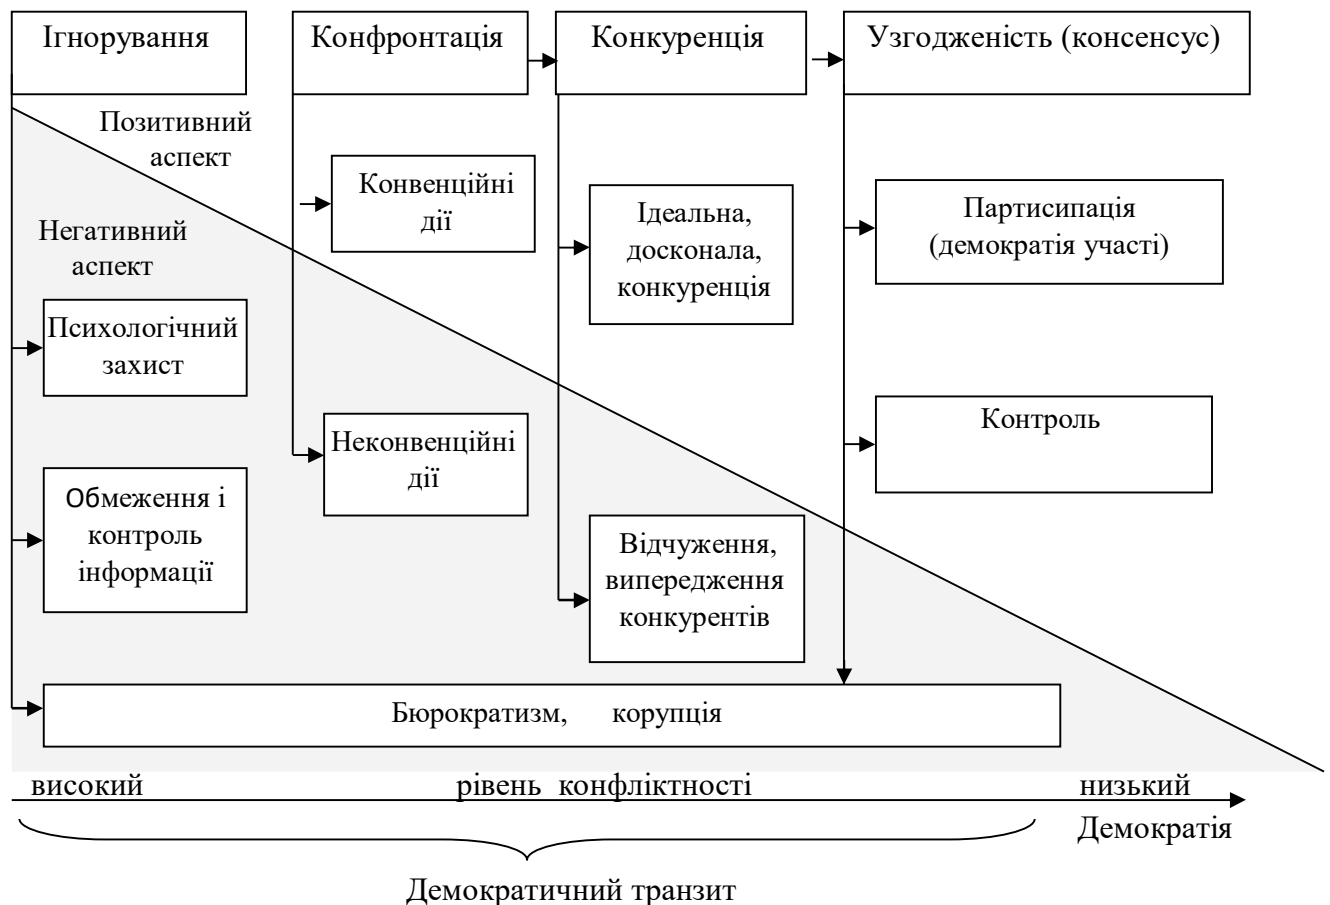 Ігнорування
Конфронтація
Конкуренція
Узгодженість (консенсус)
Позитивний
аспект
Негативний
аспект
Психологічний
захист
Обмеження і
контроль
інформації
Конвенційні
дії
Неконвенційні
дії
Ідеальна,
досконала,
конкуренція
Відчуження,
випередження
конкурентів
Партисипація
(демократія участі)
Контроль
Бюрократизм, корупція
високий рівень конфліктності низький
Демократія
Демократичний транзит